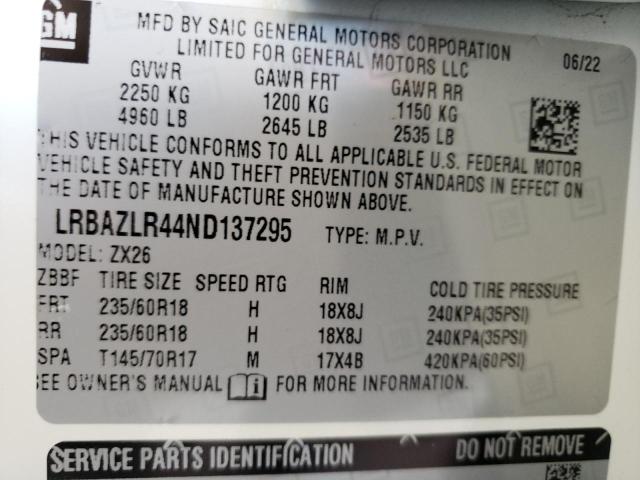 GM
MFD BY SAIC GENERAL MOTORS CORPORATION
LIMITED FOR GENERAL MOTORS LLC 06/22
GVWR GAWR FRT GAWR RR
2250 KG 1200 KG 1150 KG
4960 LB 2645 LB 2535 LB
THIS VEHICLE CONFORMS TO ALL APPLICABLE U.S. FEDERAL MOTOR
VEHICLE SAFETY AND THEFT PREVENTION STANDARDS IN EFFECT ON
THE DATE OF MANUFACTURE SHOWN ABOVE.
LRBAZLR44ND137295 TYPE: M.P.V.
MODEL: ZX26
ZBBF TIRE SIZE SPEED RTG RIM COLD TIRE PRESSURE
FRT 235/60R18 H 18X8J 240KPA(35PSI)
RR 235/60R18 H 18X8J 240KPA(35PSI)
SPA T145/70R17 M 17X4B 420KPA(60PSI)
SEE OWNER'S MANUAL FOR MORE INFORMATION.
SERVICE PARTS IDENTIFICATION DO NOT REMOVE